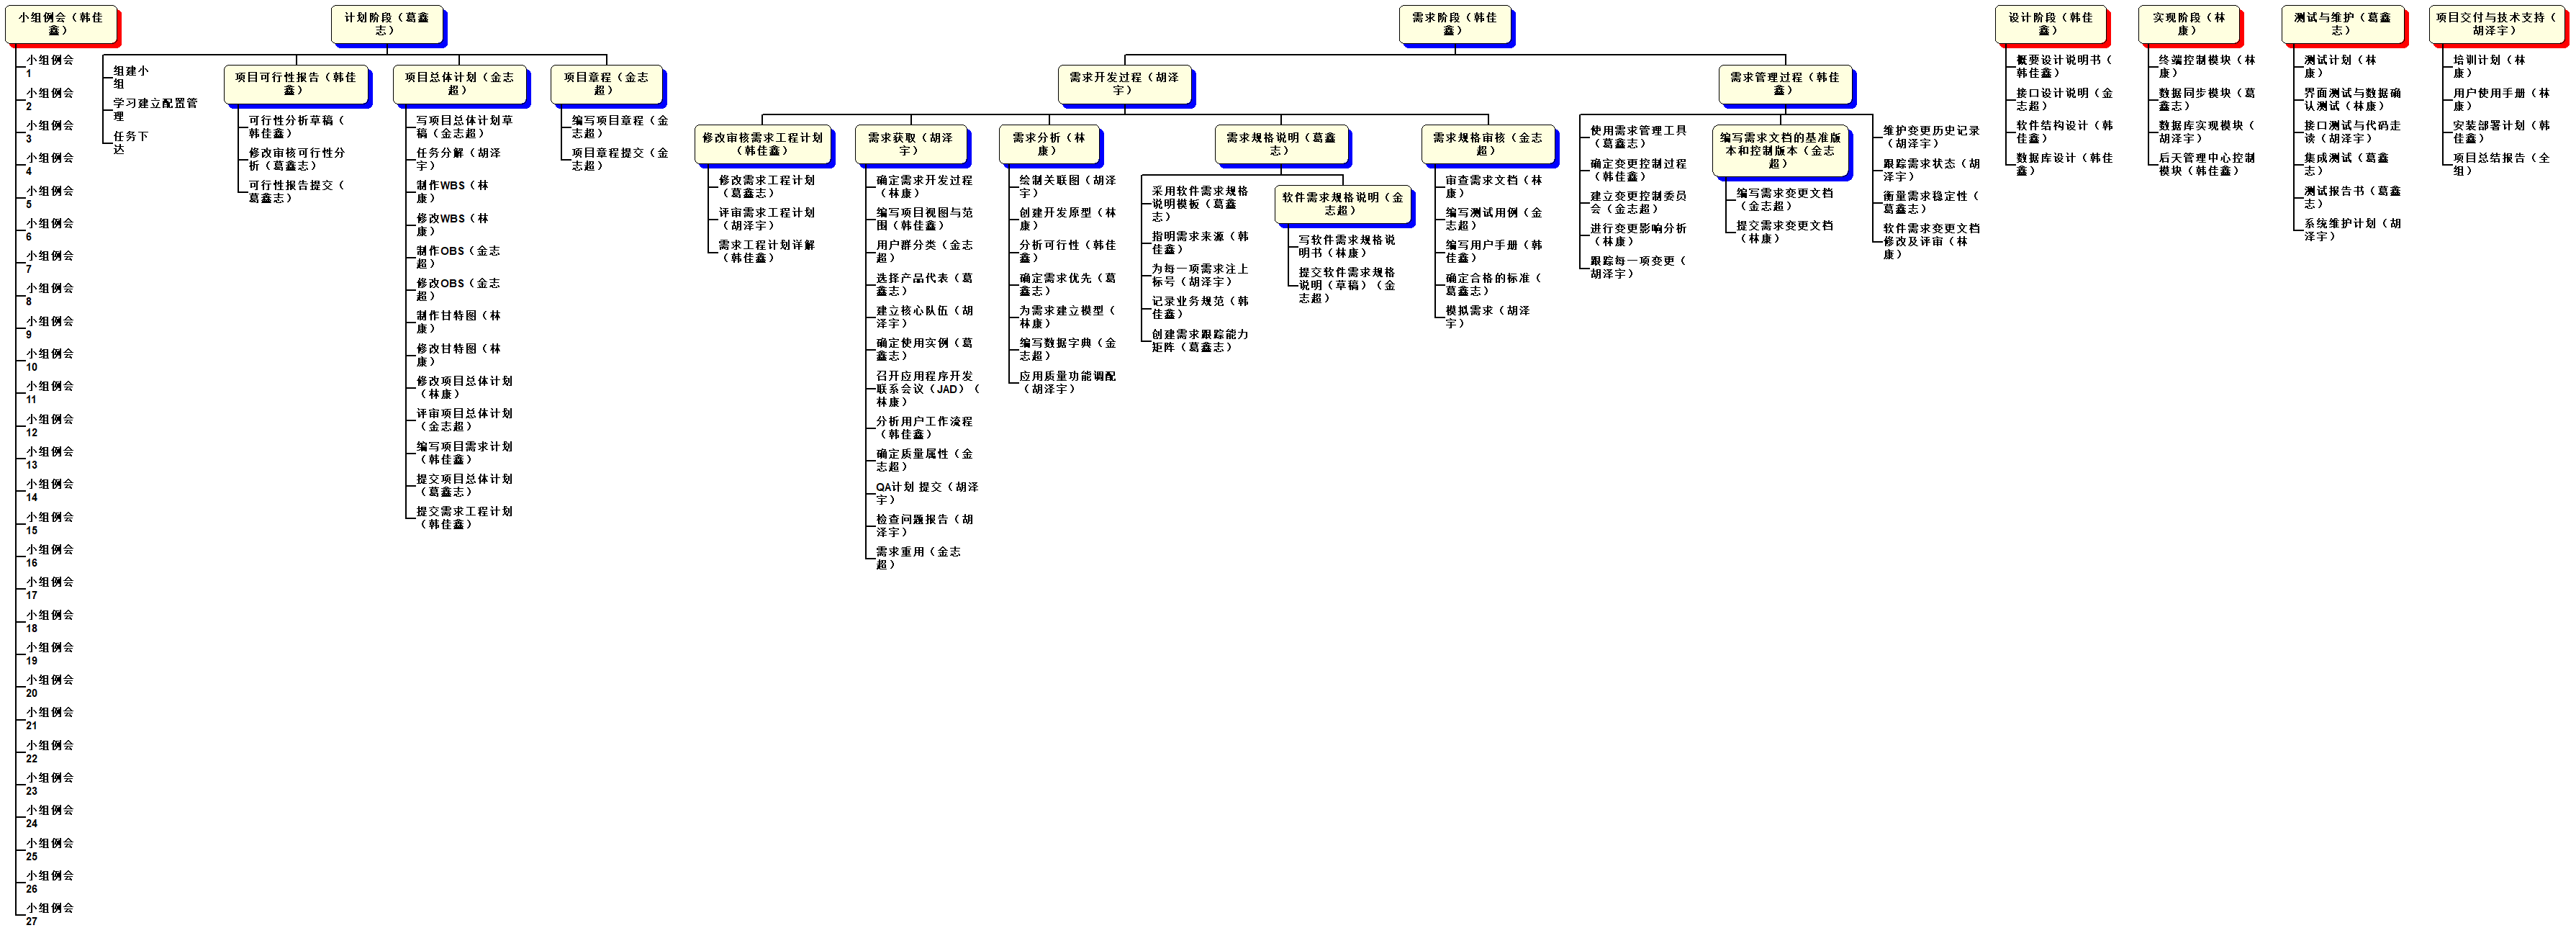 小组例会（韩佳
鑫）
小组例会
1
小组例会
2
小组例会
3
小组例会
4
小组例会
5
小组例会
6
小组例会
7
小组例会
8
小组例会
9
小组例会
10
小组例会
11
小组例会
12
小组例会
13
小组例会
14
小组例会
15
小组例会
16
小组例会
17
小组例会
18
小组例会
19
小组例会
20
小组例会
21
小组例会
22
小组例会
23
小组例会
24
小组例会
25
小组例会
26
小组例会
27
计划阶段（葛鑫
志）
组建小
组
学习建立配置管
理
任务下
达
项目可行性报告（韩佳
鑫）
可行性分析草稿（
韩佳鑫）
修改审核可行性分
析（葛鑫志）
可行性报告提交（
葛鑫志）
项目总体计划（金志
超）
写项目总体计划草
稿（金志超）
任务分解（胡泽
宇）
制作WBS（林
康）
修改WBS（林
康）
制作OBS（金志
超）
修改OBS（金志
超）
制作甘特图（林
康）
修改甘特图（林
康）
修改项目总体计划
（林康）
评审项目总体计划
（金志超）
编写项目需求计划
（韩佳鑫）
提交项目总体计划
（葛鑫志）
提交需求工程计划
（韩佳鑫）
项目章程（金志
超）
编写项目章程（金
志超）
项目章程提交（金
志超）
需求阶段（韩佳
鑫）
需求开发过程（胡泽
宇）
修改审核需求工程计划
（韩佳鑫）
修改需求工程计划
（葛鑫志）
评审需求工程计划
（胡泽宇）
需求工程计划详解
（韩佳鑫）
需求获取（胡泽
宇）
确定需求开发过程
（林康）
编写项目视图与范
围（韩佳鑫）
用户群分类（金志
超）
选择产品代表（葛
鑫志）
建立核心队伍（胡
泽宇）
确定使用实例（葛
鑫志）
召开应用程序开发
联系会议（JAD）（
林康）
分析用户工作流程
（韩佳鑫）
确定质量属性（金
志超）
QA计划 提交（胡泽
宇）
检查问题报告（胡
泽宇）
需求重用（金志
超）
需求分析（林
康）
绘制关联图（胡泽
宇）
创建开发原型（林
康）
分析可行性（韩佳
鑫）
确定需求优先（葛
鑫志）
为需求建立模型（
林康）
编写数据字典（金
志超）
应用质量功能调配
（胡泽宇）
需求规格说明（葛鑫
志）
采用软件需求规格
说明模板（葛鑫
志）
指明需求来源（韩
佳鑫）
为每一项需求注上
标号（胡泽宇）
记录业务规范（韩
佳鑫）
创建需求跟踪能力
矩阵（葛鑫志）
软件需求规格说明（金
志超）
写软件需求规格说
明书（林康）
提交软件需求规格
说明（草稿）（金
志超）
需求规格审核（金志
超）
审查需求文档（林
康）
编写测试用例（金
志超）
编写用户手册（韩
佳鑫）
确定合格的标准（
葛鑫志）
模拟需求（胡泽
宇）
需求管理过程（韩佳
鑫）
使用需求管理工具
（葛鑫志）
确定变更控制过程
（韩佳鑫）
建立变更控制委员
会（金志超）
进行变更影响分析
（林康）
跟踪每一项变更（
胡泽宇）
编写需求文档的基准版
本和控制版本（金志
超）
编写需求变更文档
（金志超）
提交需求变更文档
（林康）
维护变更历史记录
（胡泽宇）
跟踪需求状态（胡
泽宇）
衡量需求稳定性（
葛鑫志）
软件需求变更文档
修改及评审（林
康）
设计阶段（韩佳
鑫）
概要设计说明书（
韩佳鑫）
接口设计说明（金
志超）
软件结构设计（韩
佳鑫）
数据库设计（韩佳
鑫）
实现阶段（林
康）
终端控制模块（林
康）
数据同步模块（葛
鑫志）
数据库实现模块（
胡泽宇）
后天管理中心控制
模块（韩佳鑫）
测试与维护（葛鑫
志）
测试计划（林
康）
界面测试与数据确
认测试（林康）
接口测试与代码走
读（胡泽宇）
集成测试（葛鑫
志）
测试报告书（葛鑫
志）
系统维护计划（胡
泽宇）
项目交付与技术支持（
胡泽宇）
培训计划（林
康）
用户使用手册（林
康）
安装部署计划（韩
佳鑫）
项目总结报告（全
组）